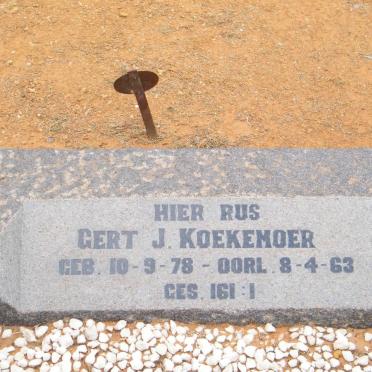 HIER RUS
GERT J. KOEKEMOER
GEB. 10-9-78 - OORL. 8-4-63
GES. 161:1